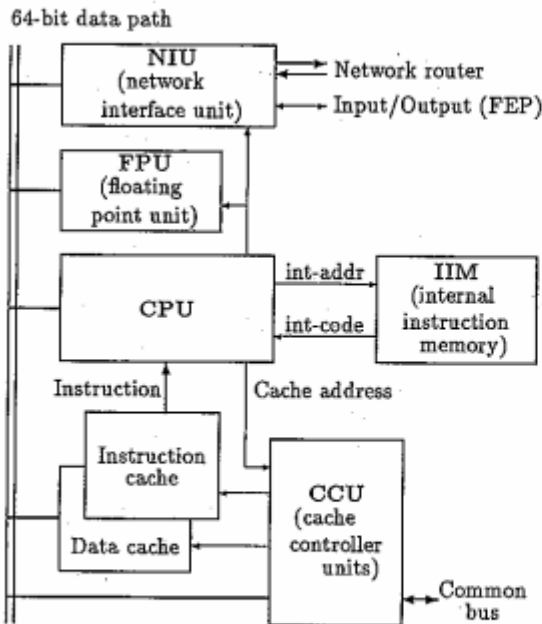 64-bit data path
NIU
(network
interface unit)
Network router
Input/Output (FEP)
FPU
(floating
point unit)
CPU
int-addr
int-code
IIM
(internal
instruction
memory)
Instruction
Cache address
Instruction
cache
Data cache
CCU
(cache
controller
units)
Common
bus